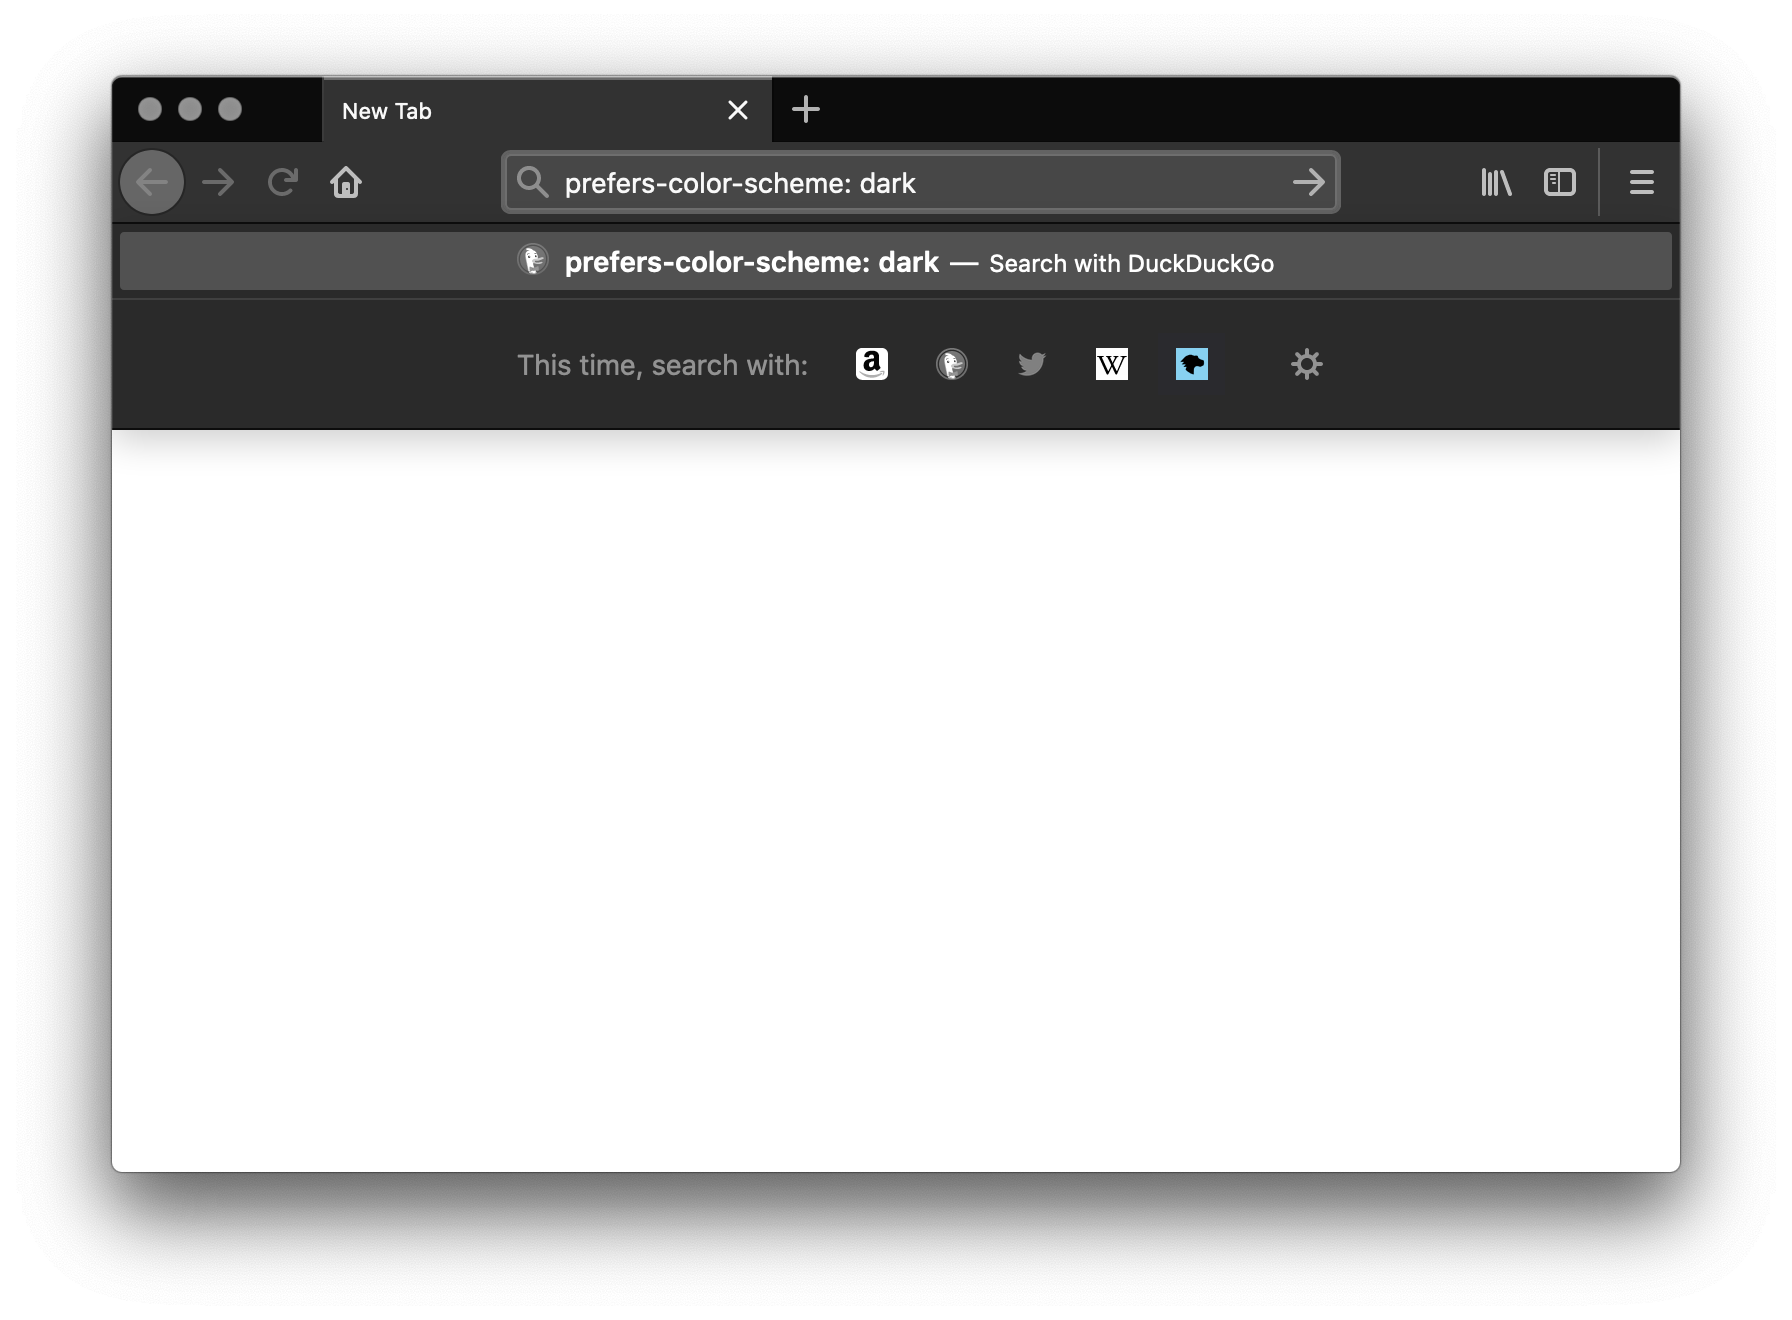 New Tab
prefers-color-scheme: dark
prefers-color-scheme: dark — Search with DuckDuckGo
This time, search with: a W